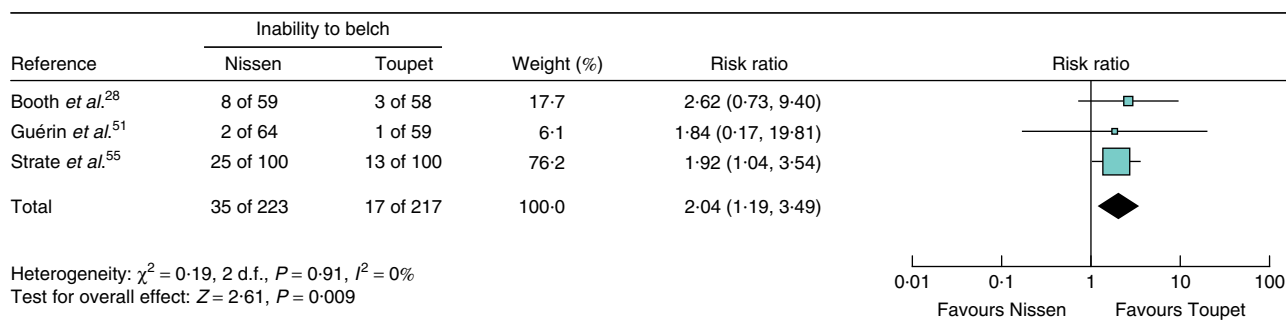 Inability to belch
Reference Nissen Toupet Weight (%) Risk ratio Risk ratio
Booth et al.28 8 of 59 3 of 58 17·7 2·62 (0·73, 9·40)
Guérin et al.51 2 of 64 1 of 59 6·1 1·84 (0·17, 19·81)
Strate et al.55 25 of 100 13 of 100 76·2 1·92 (1·04, 3·54)
Total 35 of 223 17 of 217 100·0 2·04 (1·19, 3·49)
Heterogeneity: χ2 = 0·19, 2 d.f., P = 0·91, I2 = 0%
Test for overall effect: Z = 2·61, P = 0·009
0·01 0·1 1 10 100
Favours Nissen Favours Toupet